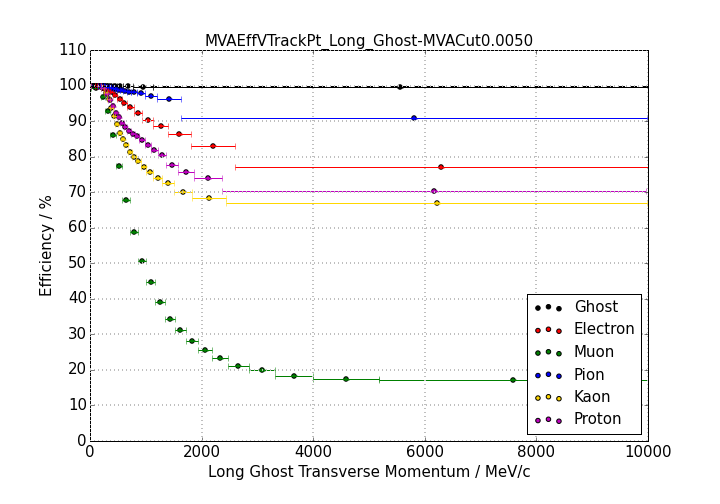 MVAEffVTrackPt_Long_Ghost-MVACut0.0050
110
100
90
80
70
60
50
40
30
20
10
0
Efficiency / %
Ghost
Electron
Muon
Pion
Kaon
Proton
0 2000 4000 6000 8000 10000
Long Ghost Transverse Momentum / MeV/c